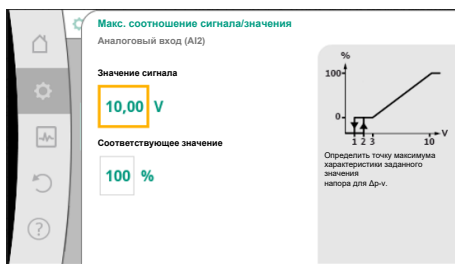 Макс. соотношение сигнала/значения
Аналоговый вход (AI2)
Значение сигнала
10,00 V
Соответствующее значение
100 %
%
100
0
V
1 2 3 10
Определить точку максимума
характеристики заданного
значения
напора для Δp-v.
?